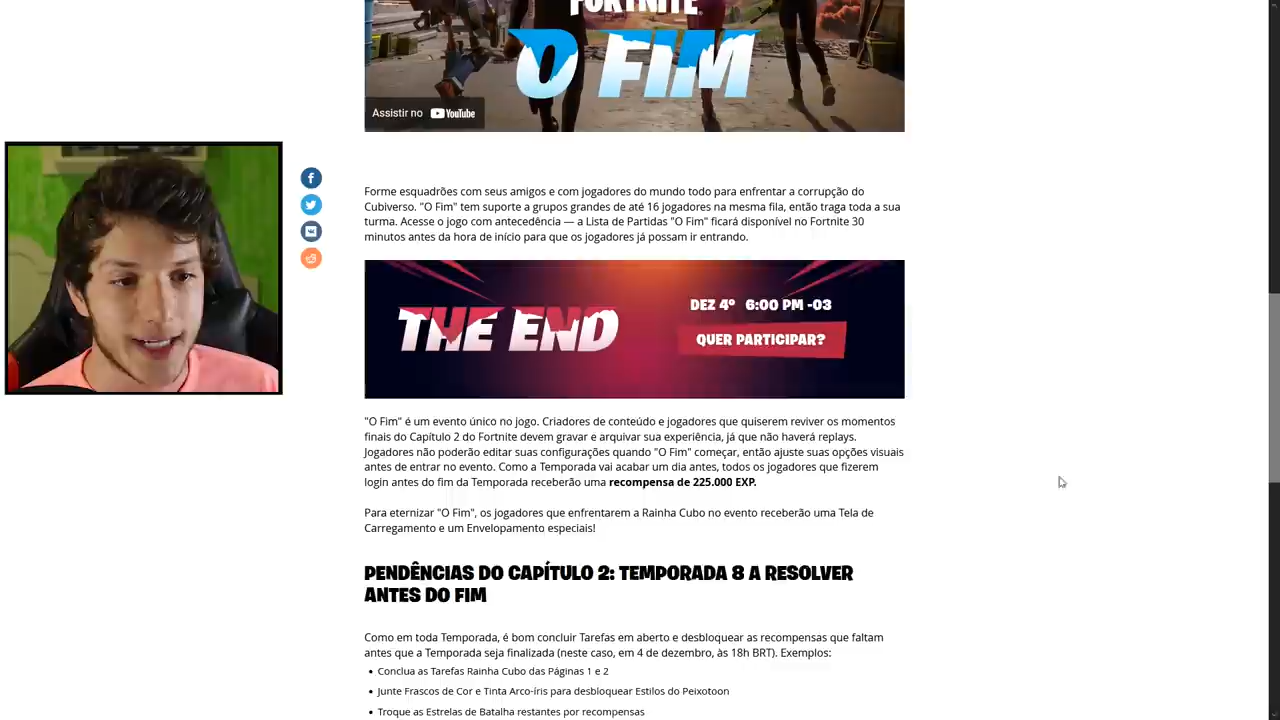 FORTNITE
O FIM
Assistir no YouTube
Forme esquadrões com seus amigos e com jogadores do mundo todo para enfrentar a corrupção do
Cubiverso. "O Fim" tem suporte a grupos grandes de até 16 jogadores na mesma fila, então traga toda a sua
turma. Acesse o jogo com antecedência — a Lista de Partidas "O Fim" ficará disponível no Fortnite 30
minutos antes da hora de início para que os jogadores já possam ir entrando.
THE END
DEZ 4º 6:00 PM -03
QUER PARTICIPAR?
"O Fim" é um evento único no jogo. Criadores de conteúdo e jogadores que quiserem reviver os momentos
finais do Capítulo 2 do Fortnite devem gravar e arquivar sua experiência, já que não haverá replays.
Jogadores não poderão editar suas configurações quando "O Fim" começar, então ajuste suas opções visuais
antes de entrar no evento. Como a Temporada vai acabar um dia antes, todos os jogadores que fizerem
login antes do fim da Temporada receberão uma recompensa de 225.000 EXP.
Para eternizar "O Fim", os jogadores que enfrentarem a Rainha Cubo no evento receberão uma Tela de
Carregamento e um Envelopamento especiais!
PENDÊNCIAS DO CAPÍTULO 2: TEMPORADA 8 A RESOLVER
ANTES DO FIM
Como em toda Temporada, é bom concluir Tarefas em aberto e desbloquear as recompensas que faltam
antes que a Temporada seja finalizada (neste caso, em 4 de dezembro, às 18h BRT). Exemplos:
• Conclua as Tarefas Rainha Cubo das Páginas 1 e 2
• Junte Frascos de Cor e Tinta Arco-íris para desbloquear Estilos do Peixotoon
• Troque as Estrelas de Batalha restantes por recompensas